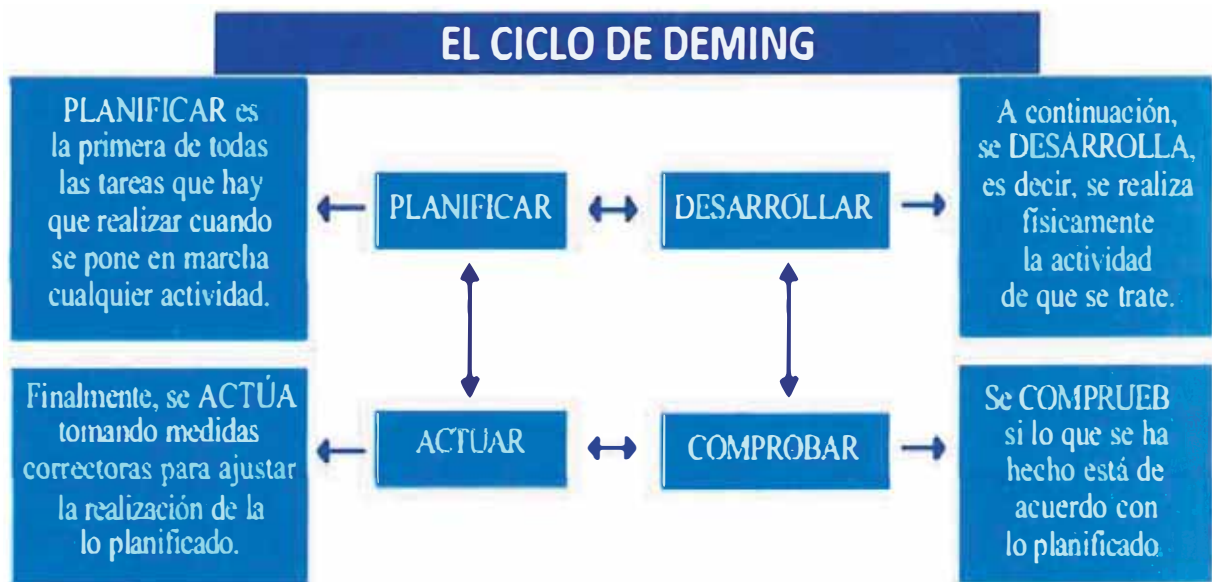 EL CICLO DE DEMING
PLANIFICAR es
la primera de todas
las tareas que hay
que realizar cuando
se pone en marcha
cualquier actividad.
PLANIFICAR
DESARROLLAR
A continuación,
se DESARROLLA,
es decir, se realiza
físicamente
la actividad
de que se trate.
Finalmente, se ACTÚA
tomando medidas
correctoras para ajustar
la realización de la
lo planificado.
ACTUAR
COMPROBAR
Se COMPRUEB
si lo que se ha
hecho está de
acuerdo con
lo planificado